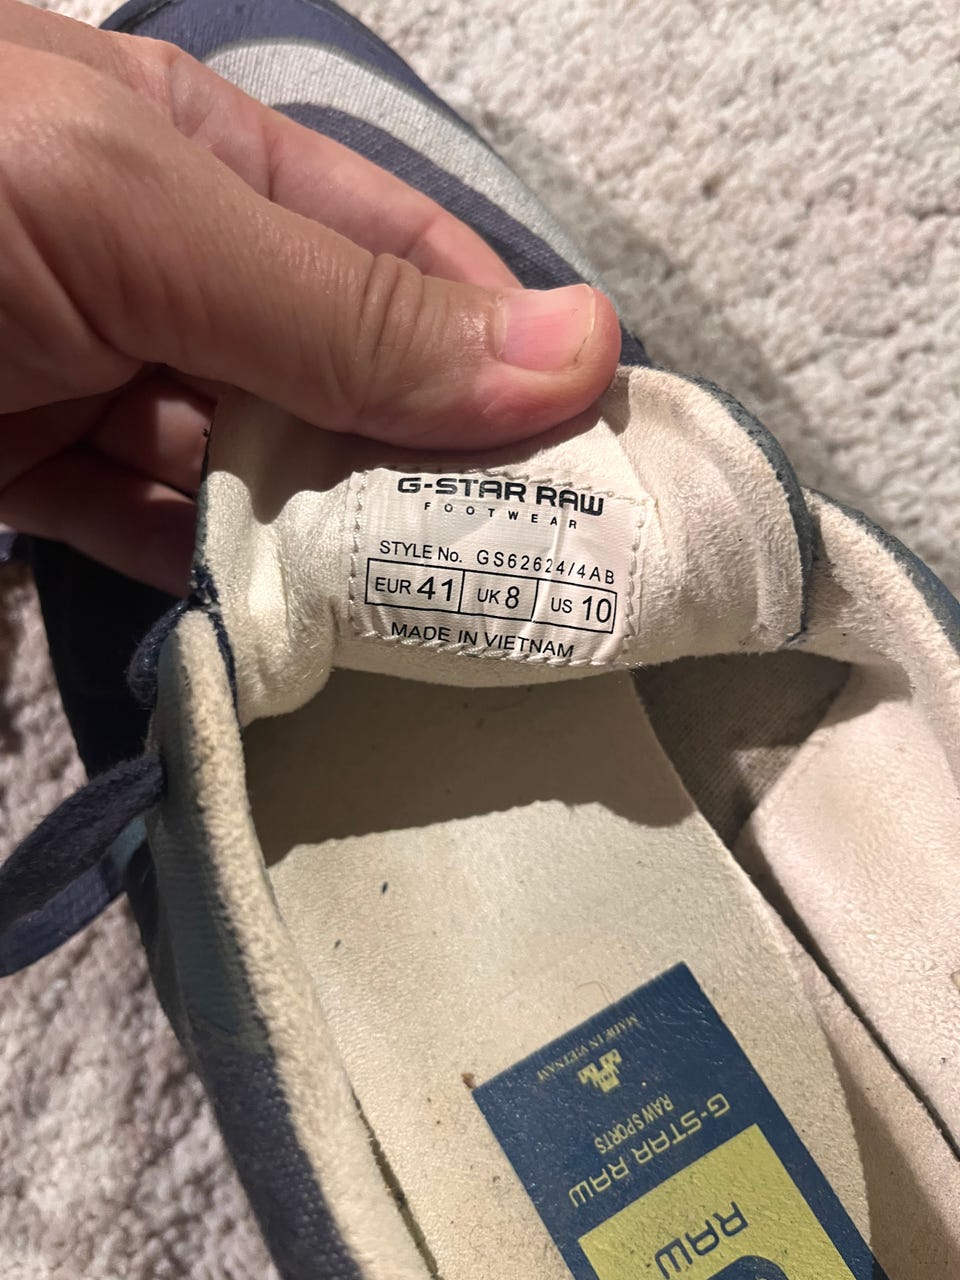 G-STAR RAW
FOOTWEAR
STYLE No. GS62624/4AB
EUR 41 UK 8 US 10
MADE IN VIETNAM
MADE IN VIETNAM
RAW SPORTS
G-STAR RAW
RAW